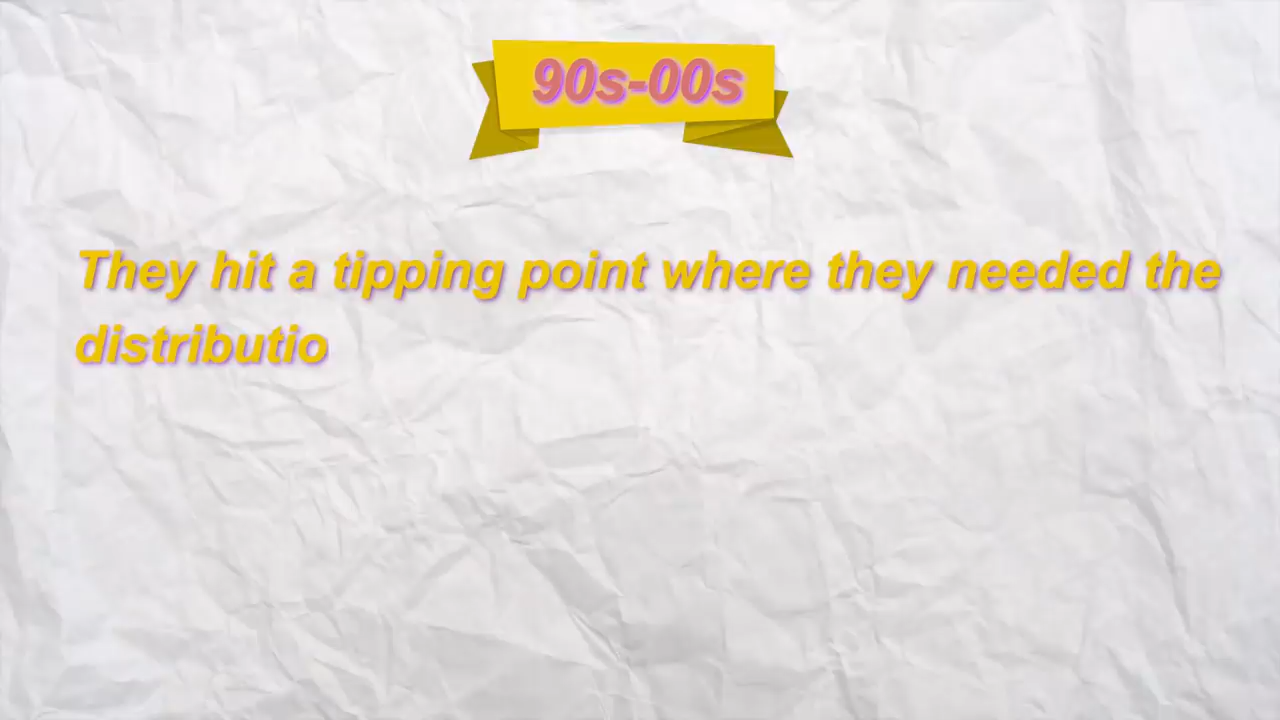 90s-00s
They hit a tipping point where they needed the
distributio